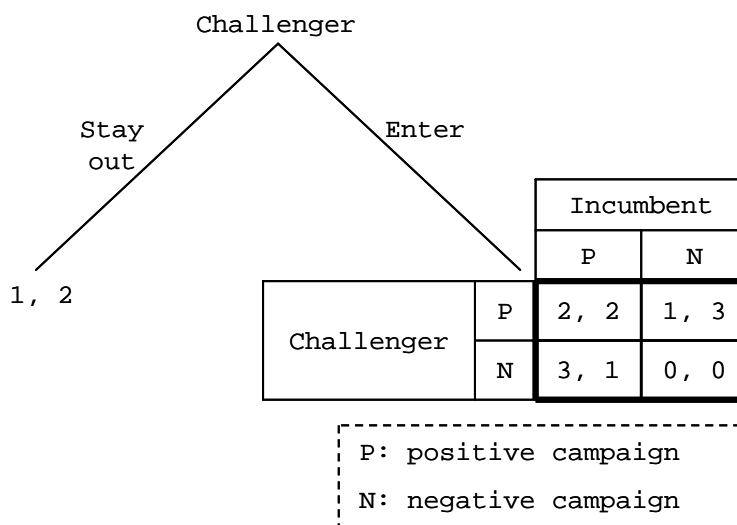 Challenger
Stay
out
Enter
Incumbent
P N
1, 2
Challenger
P 2, 2 1, 3
N 3, 1 0, 0
P: positive campaign
N: negative campaign